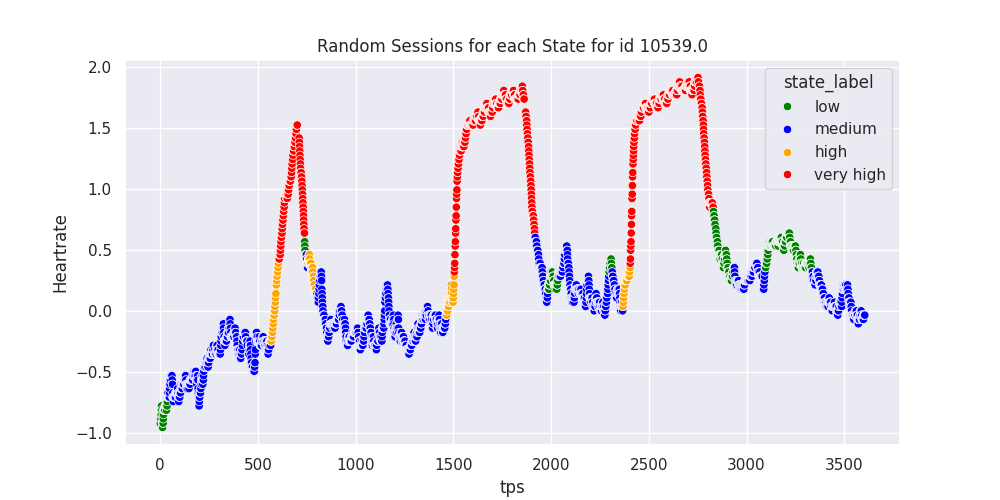 Random Sessions for each State for id 10539.0
2.0
1.5
1.0
0.5
0.0
−0.5
−1.0
Heartrate
0 500 1000 1500 2000 2500 3000 3500
tps
state_label
low
medium
high
very high